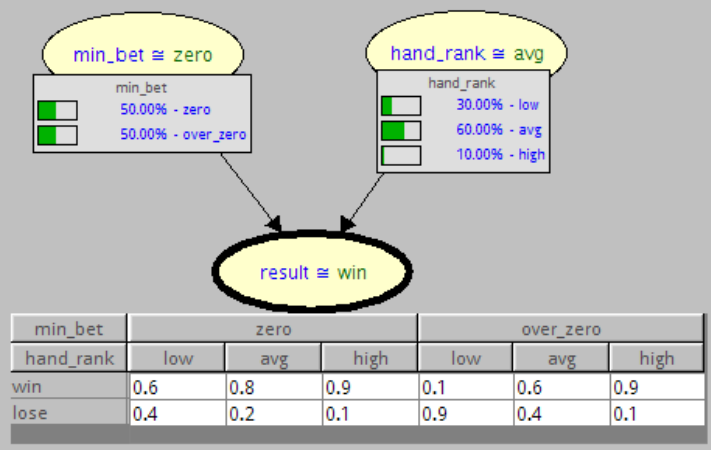 min_bet ≅ zero
hand_rank ≅ avg
min_bet
50.00% - zero
50.00% - over_zero
hand_rank
30.00% - low
60.00% - avg
10.00% - high
result ≅ win
min_bet zero over_zero
hand_rank low avg high low avg high
win 0.6 0.8 0.9 0.1 0.6 0.9
lose 0.4 0.2 0.1 0.9 0.4 0.1